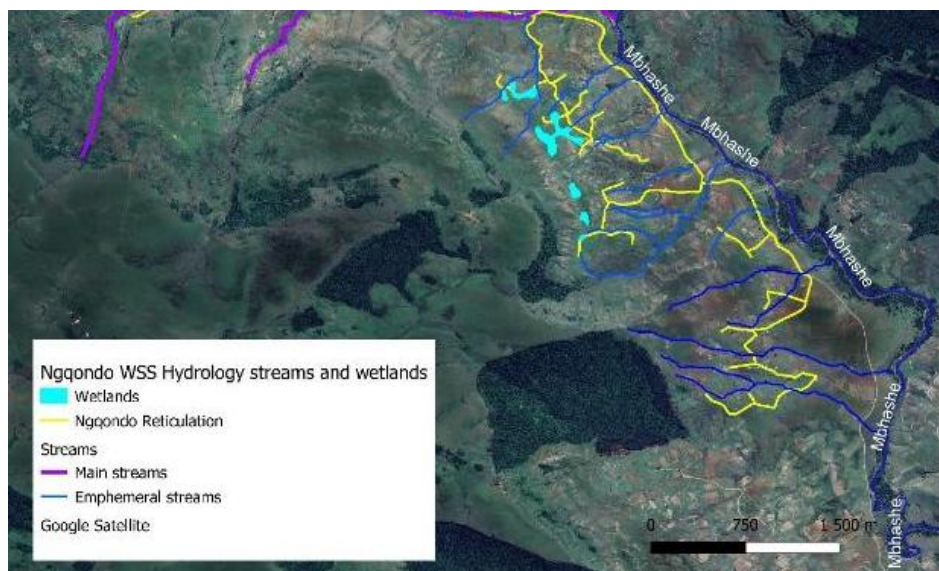 Mbhashe
Mbhashe
Mbhashe
Mbhashe
Mbhashe
Ngqondo WSS Hydrology streams and wetlands
Wetlands
Ngqondo Reticulation
Streams
Main streams
Emphemeral streams
Google Satellite
0 750 1 500 m